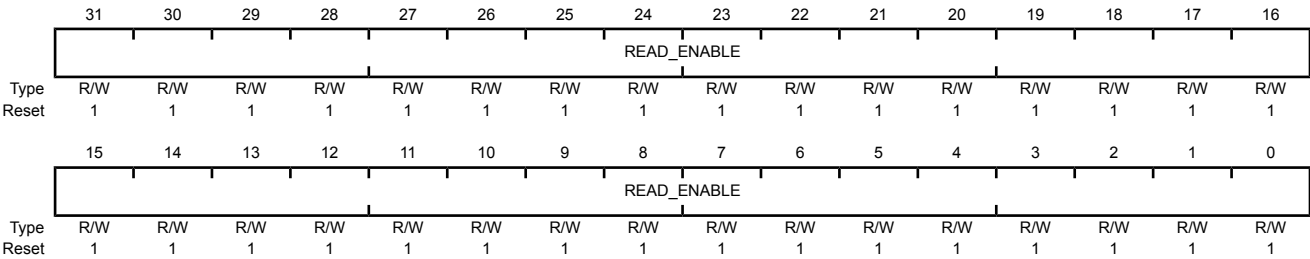 31 30 29 28 27 26 25 24 23 22 21 20 19 18 17 16
READ_ENABLE
Type R/W R/W R/W R/W R/W R/W R/W R/W R/W R/W R/W R/W R/W R/W R/W R/W
Reset 1 1 1 1 1 1 1 1 1 1 1 1 1 1 1 1
15 14 13 12 11 10 9 8 7 6 5 4 3 2 1 0
READ_ENABLE
Type R/W R/W R/W R/W R/W R/W R/W R/W R/W R/W R/W R/W R/W R/W R/W R/W
Reset 1 1 1 1 1 1 1 1 1 1 1 1 1 1 1 1